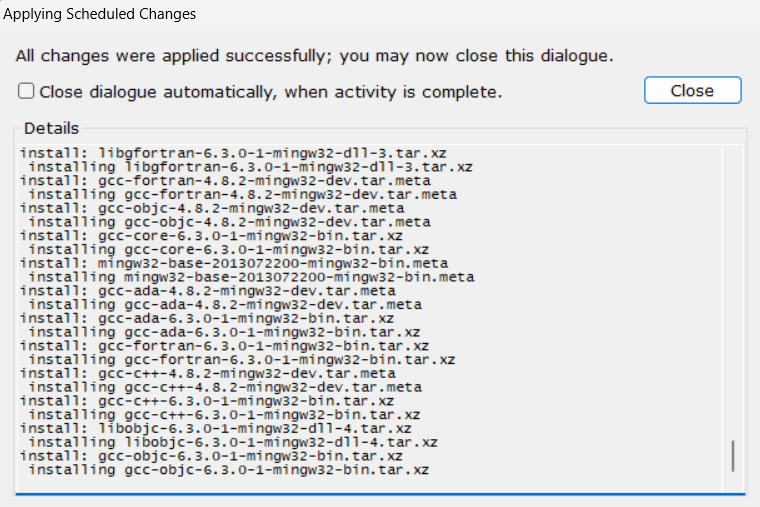 Applying Scheduled Changes
All changes were applied successfully; you may now close this dialogue.
Close dialogue automatically, when activity is complete.
Close
Details
install: libgfortran-6.3.0-1-mingw32-dll-3.tar.xz
installing libgfortran-6.3.0-1-mingw32-dll-3.tar.xz
install: gcc-fortran-4.8.2-mingw32-dev.tar.meta
installing gcc-fortran-4.8.2-mingw32-dev.tar.meta
install: gcc-objc-4.8.2-mingw32-dev.tar.meta
installing gcc-objc-4.8.2-mingw32-dev.tar.meta
install: gcc-core-6.3.0-1-mingw32-bin.tar.xz
installing gcc-core-6.3.0-1-mingw32-bin.tar.xz
install: mingw32-base-2013072200-mingw32-bin.meta
installing mingw32-base-2013072200-mingw32-bin.meta
install: gcc-ada-4.8.2-mingw32-dev.tar.meta
installing gcc-ada-4.8.2-mingw32-dev.tar.meta
install: gcc-ada-6.3.0-1-mingw32-bin.tar.xz
installing gcc-ada-6.3.0-1-mingw32-bin.tar.xz
install: gcc-fortran-6.3.0-1-mingw32-bin.tar.xz
installing gcc-fortran-6.3.0-1-mingw32-bin.tar.xz
install: gcc-c++-4.8.2-mingw32-dev.tar.meta
installing gcc-c++-4.8.2-mingw32-dev.tar.meta
install: gcc-c++-6.3.0-1-mingw32-bin.tar.xz
installing gcc-c++-6.3.0-1-mingw32-bin.tar.xz
install: libobjc-6.3.0-1-mingw32-dll-4.tar.xz
installing libobjc-6.3.0-1-mingw32-dll-4.tar.xz
install: gcc-objc-6.3.0-1-mingw32-bin.tar.xz
installing gcc-objc-6.3.0-1-mingw32-bin.tar.xz